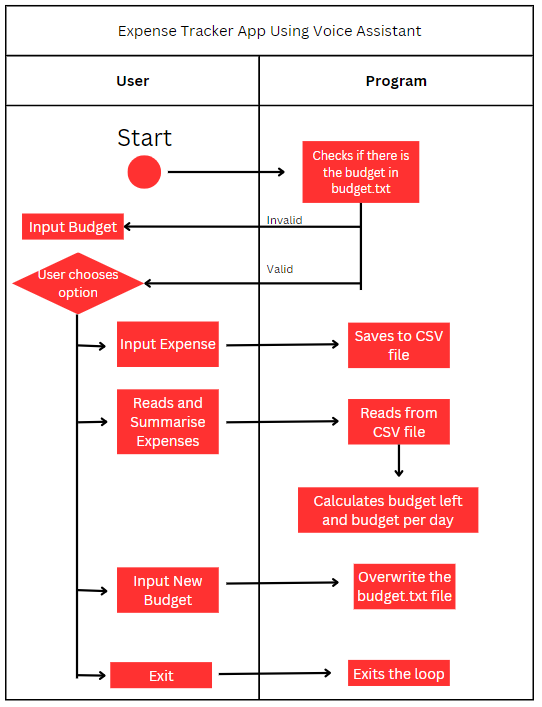 Expense Tracker App Using Voice Assistant
User
Program
Start
Checks if there is
the budget in
budget.txt
Invalid
Input Budget
Valid
User chooses
option
Input Expense
Saves to CSV
file
Reads and
Summarise
Expenses
Reads from
CSV file
Calculates budget left
and budget per day
Input New
Budget
Overwrite the
budget.txt file
Exit
Exits the loop